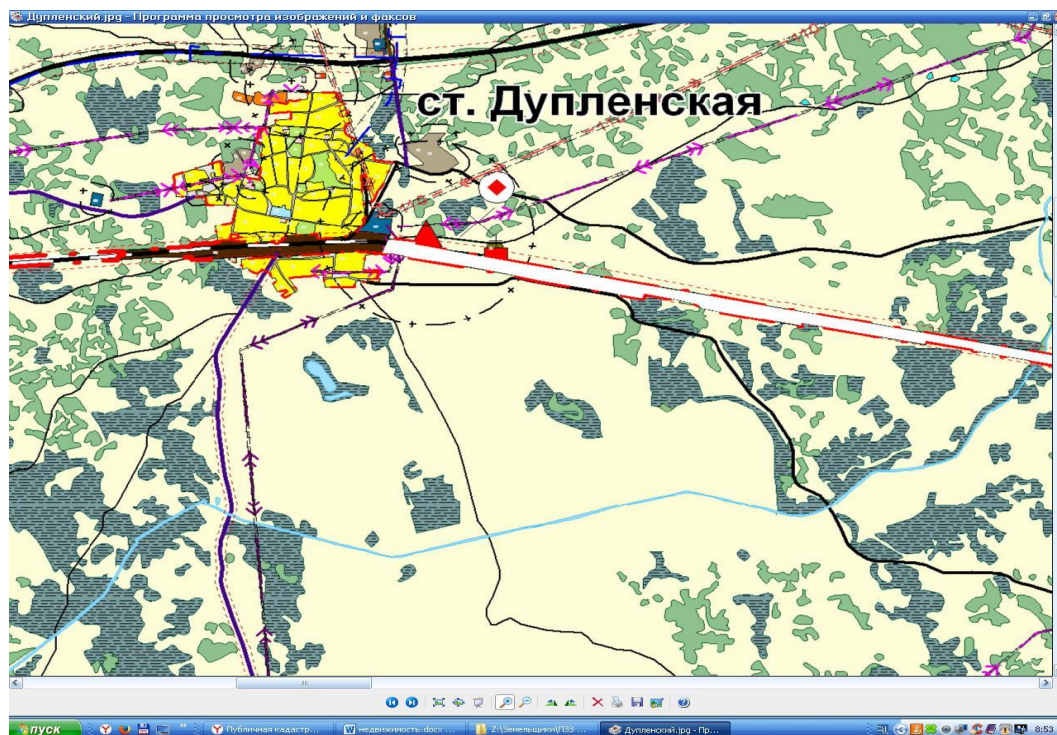 Дупленский.jpg - Программа просмотра изображений и факсов
ст. Дупленская
пуск
Публичная кадастр...
недвижимость.docx ...
Z:\Земельщики\ПЗЗ ...
Дупленский.jpg - Пр...
8:53